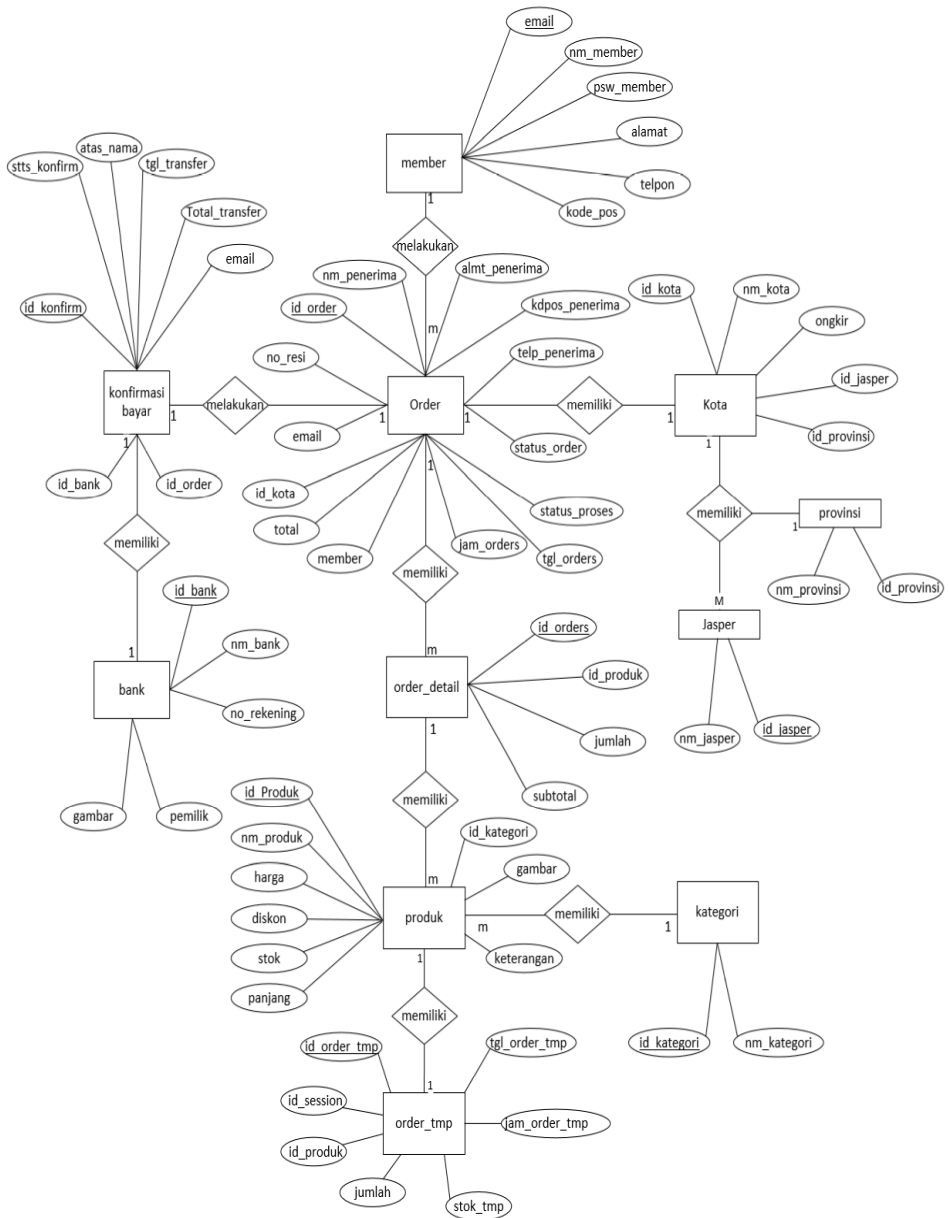 email
nm_member
psw_member
alamat
telpon
kode_pos
member
1
melakukan
m
atas_nama
stts_konfirm
tgl_transfer
Total_transfer
email
id_konfirm
konfirmasi
bayar
1
1
id_bank
id_order
melakukan
nm_penerima
almt_penerima
id_order
kdpos_penerima
no_resi
telp_penerima
Order
1
1
1
email
status_order
id_kota
status_proses
total
member
jam_orders
tgl_orders
memiliki
1
id_kota
nm_kota
ongkir
id_jasper
id_provinsi
Kota
1
memiliki
1
provinsi
nm_provinsi
id_provinsi
M
Jasper
nm_jasper
id_jasper
memiliki
1
bank
id_bank
nm_bank
no_rekening
gambar
pemilik
memiliki
m
order_detail
1
id_orders
id_produk
jumlah
subtotal
memiliki
m
id_Produk
nm_produk
harga
diskon
stok
panjang
id_kategori
gambar
keterangan
produk
m
1
memiliki
1
kategori
id_kategori
nm_kategori
memiliki
1
id_order_tmp
tgl_order_tmp
id_session
order_tmp
jam_order_tmp
id_produk
jumlah
stok_tmp